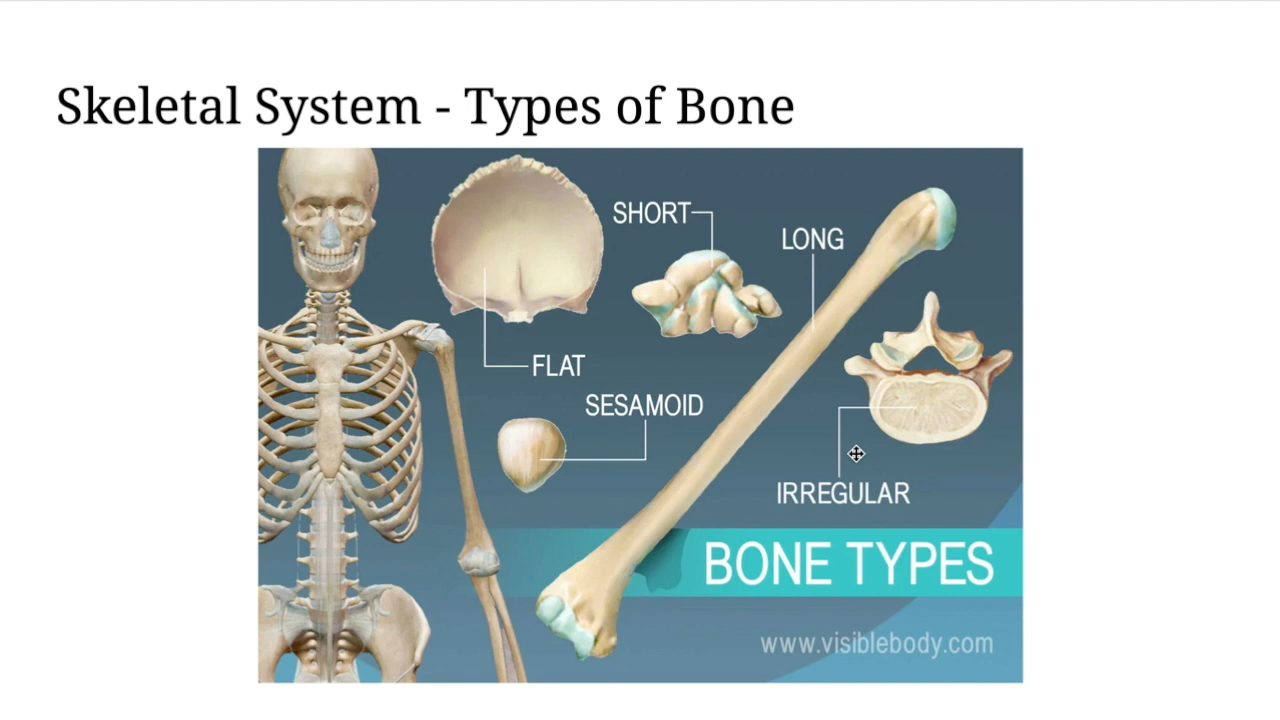 Skeletal System - Types of Bone
SHORT
LONG
FLAT
SESAMOID
IRREGULAR
BONE TYPES
www.visiblebody.com